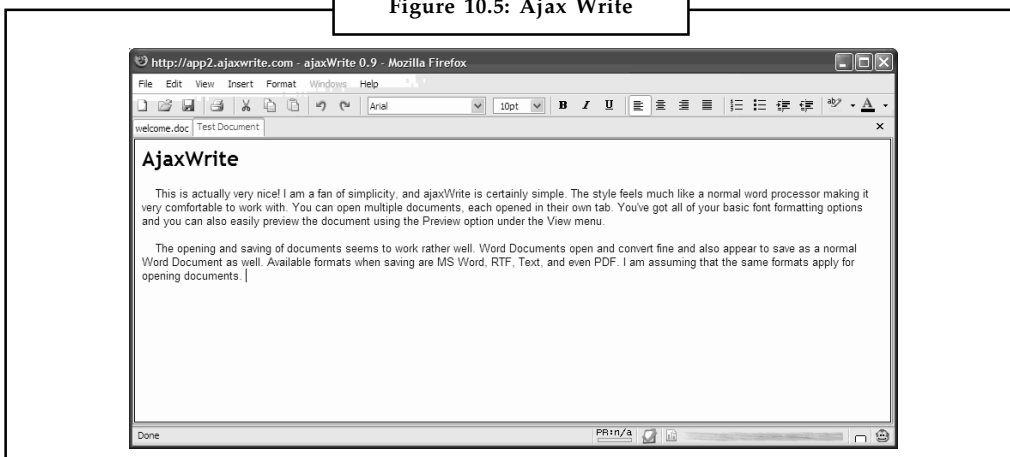 Figure 10.5: Ajax Write
http://app2.ajaxwrite.com - ajaxWrite 0.9 - Mozilla Firefox
File Edit View Insert Format Windows Help
Arial 10pt B I U ab A
welcome.doc Test Document
AjaxWrite
This is actually very nice! I am a fan of simplicity, and ajaxWrite is certainly simple. The style feels much like a normal word processor making it
very comfortable to work with. You can open multiple documents, each opened in their own tab. You've got all of your basic font formatting options
and you can also easily preview the document using the Preview option under the View menu.
The opening and saving of documents seems to work rather well. Word Documents open and convert fine and also appear to save as a normal
Word Document as well. Available formats when saving are MS Word, RTF, Text, and even PDF. I am assuming that the same formats apply for
opening documents.
Done PR:n/a